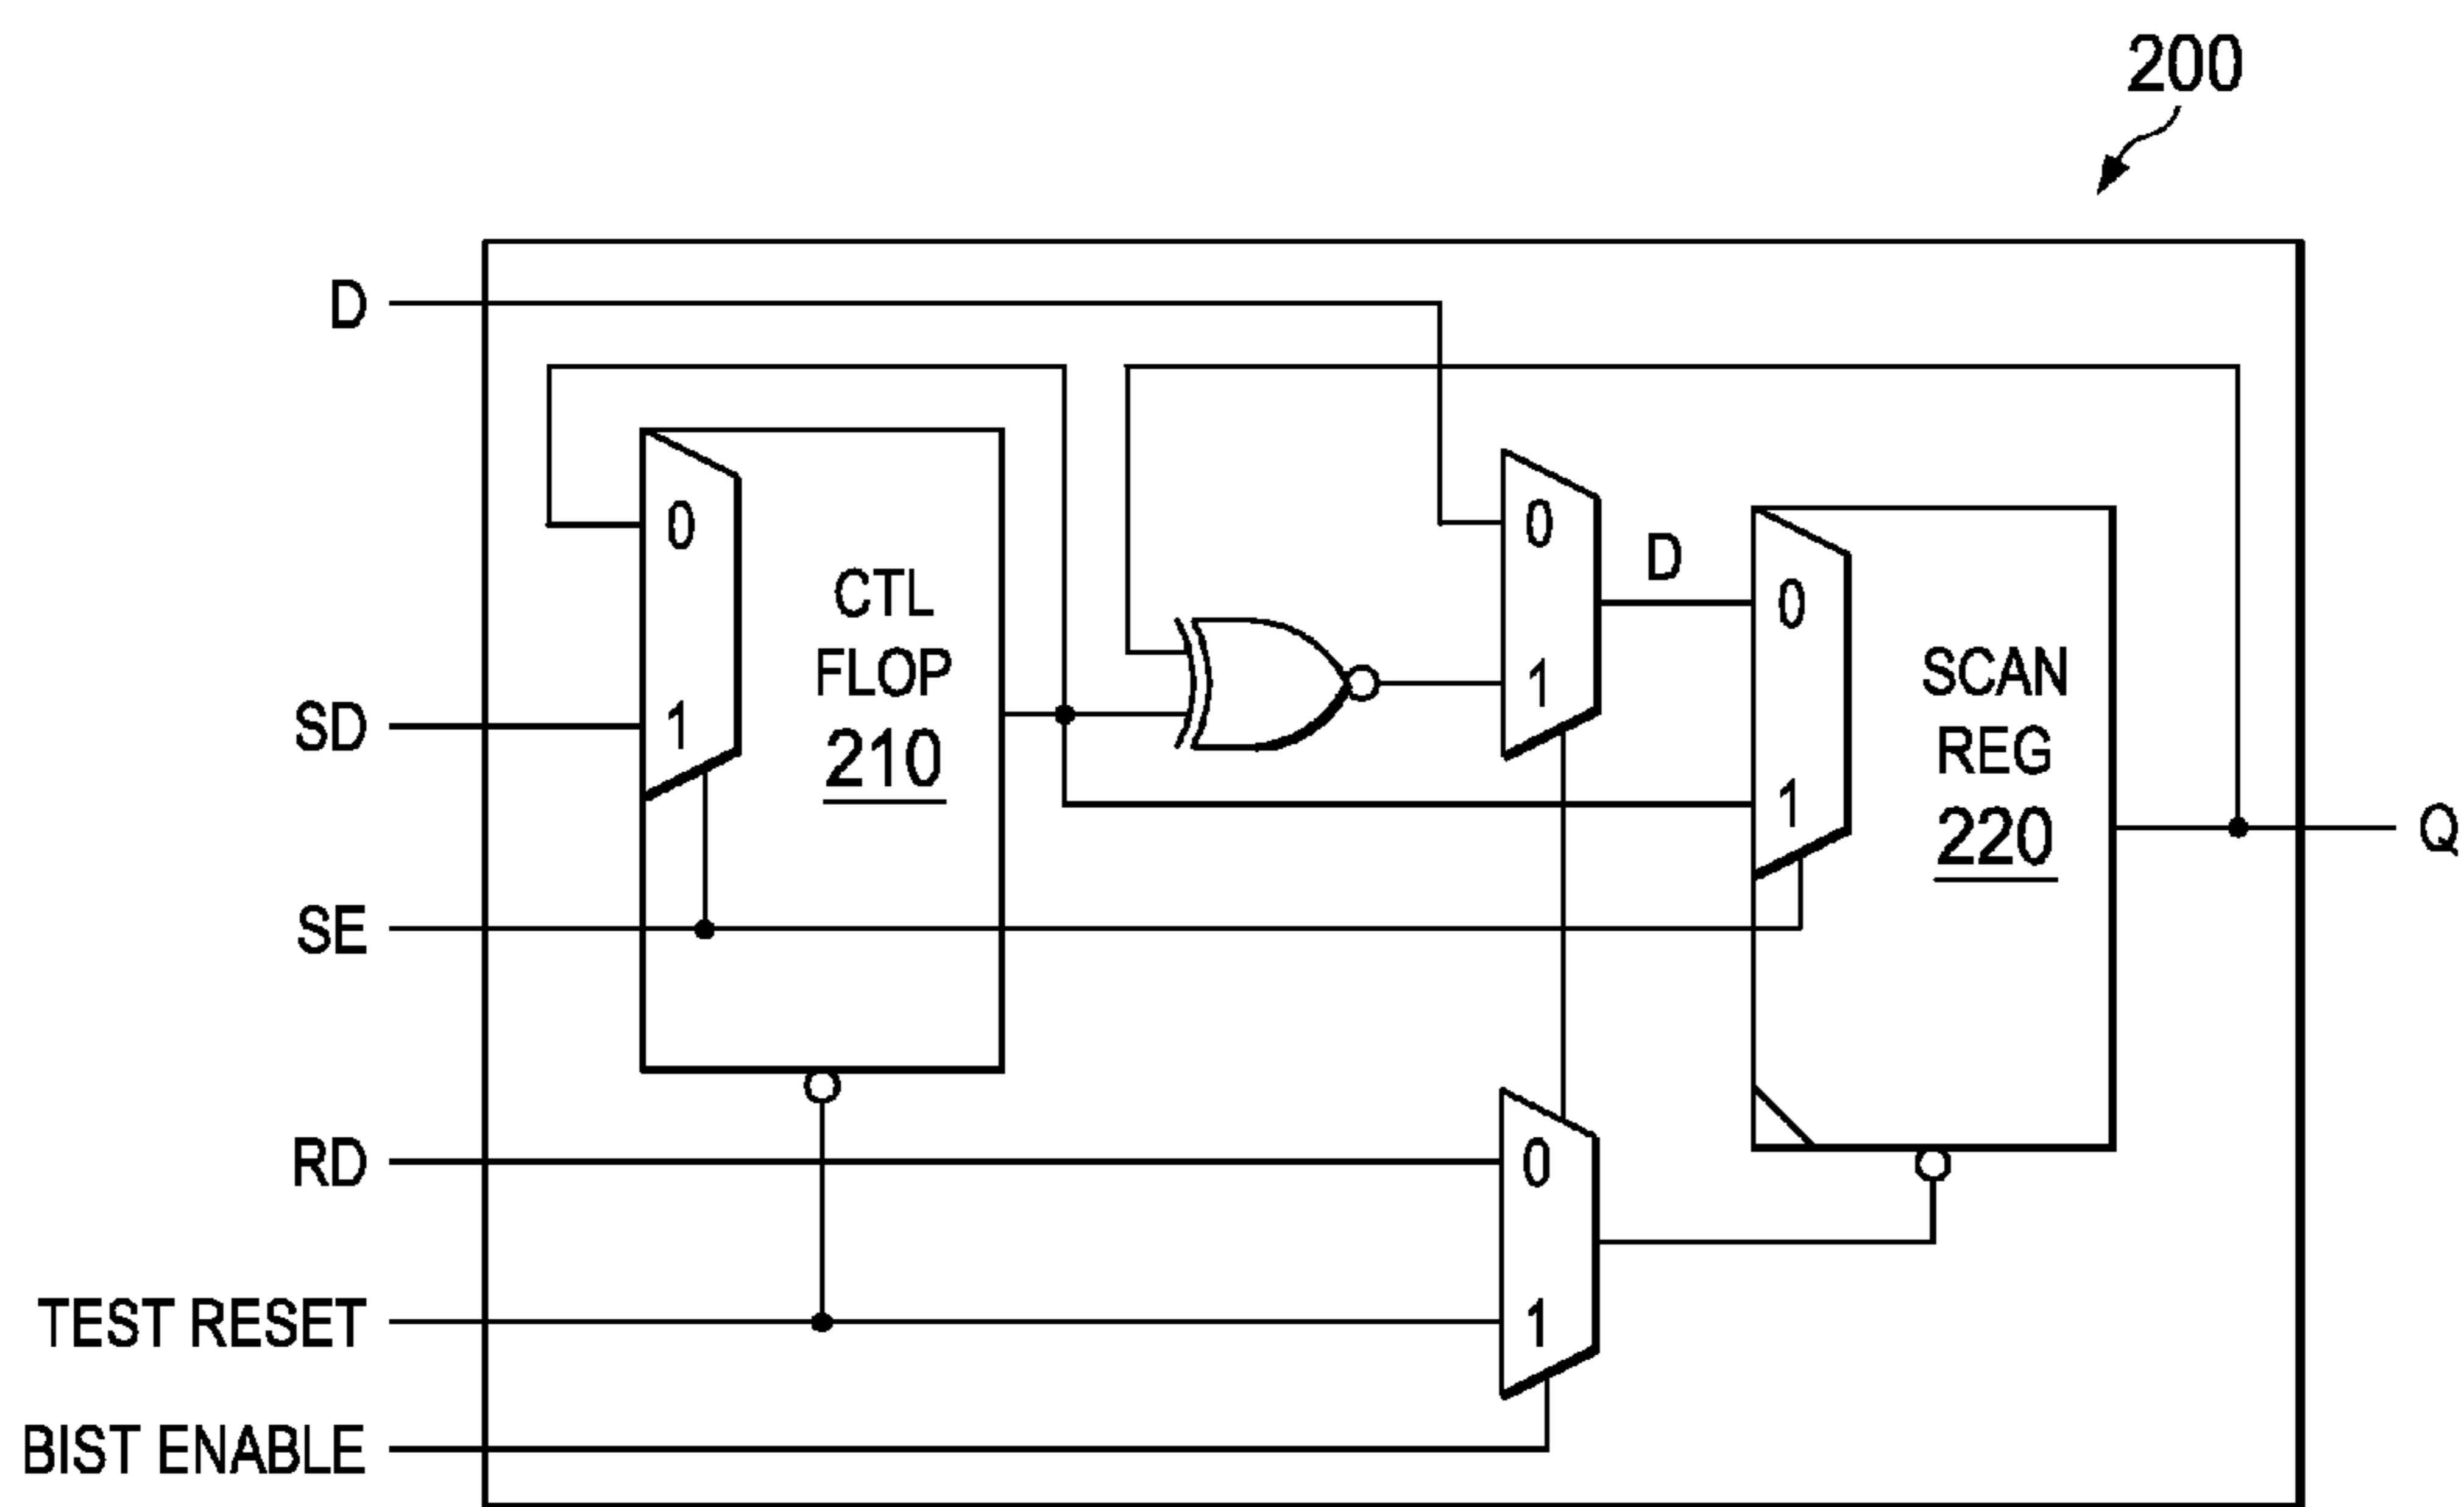 200
D
0
CTL
FLOP
210
1
SD
0
1
D
0
SCAN
REG
220
1
Q
SE
RD
0
TEST RESET
1
BIST ENABLE